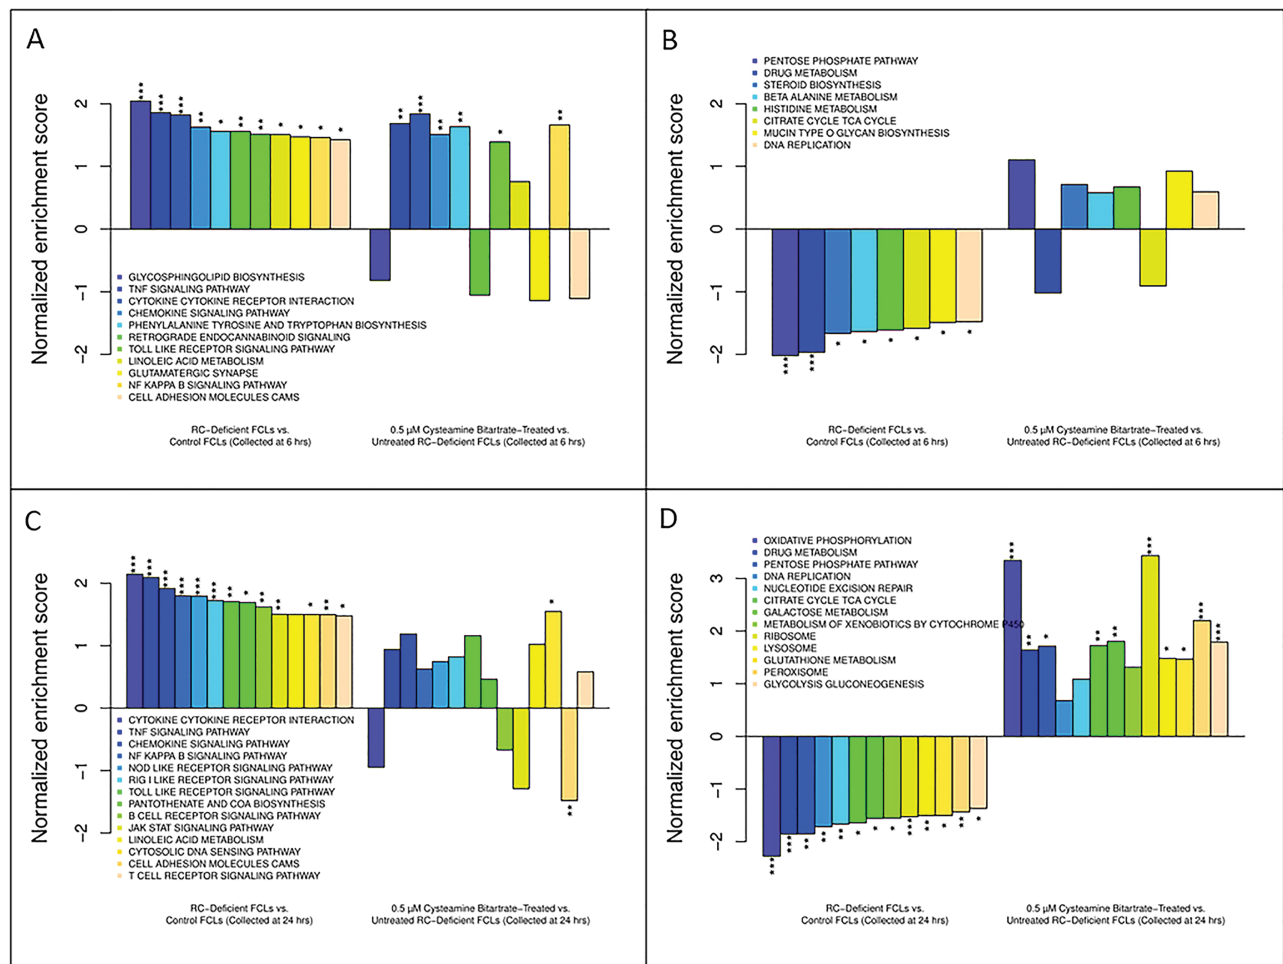 A
Normalized enrichment score
2
1
0
−1
−2
*** *** *** ** * ** ** * * * *
** *** ** ** * **
GLYCOSPHINGOLIPID BIOSYNTHESIS
TNF SIGNALING PATHWAY
CYTOKINE CYTOKINE RECEPTOR INTERACTION
CHEMOKINE SIGNALING PATHWAY
PHENYLALANINE TYROSINE AND TRYPTOPHAN BIOSYNTHESIS
RETROGRADE ENDOCANNABINOID SIGNALING
TOLL LIKE RECEPTOR SIGNALING PATHWAY
LINOLEIC ACID METABOLISM
GLUTAMATERGIC SYNAPSE
NF KAPPA B SIGNALING PATHWAY
CELL ADHESION MOLECULES CAMS
RC−Deficient FCLs vs.
Control FCLs (Collected at 6 hrs)
0.5 µM Cysteamine Bitartrate−Treated vs.
Untreated RC−Deficient FCLs (Collected at 6 hrs)
B
Normalized enrichment score
2
1
0
−1
−2
PENTOSE PHOSPHATE PATHWAY
DRUG METABOLISM
STEROID BIOSYNTHESIS
BETA ALANINE METABOLISM
HISTIDINE METABOLISM
CITRATE CYCLE TCA CYCLE
MUCIN TYPE O GLYCAN BIOSYNTHESIS
DNA REPLICATION
*** *** * * * * * *
RC−Deficient FCLs vs.
Control FCLs (Collected at 6 hrs)
0.5 µM Cysteamine Bitartrate−Treated vs.
Untreated RC−Deficient FCLs (Collected at 6 hrs)
C
Normalized enrichment score
2
1
0
−1
−2
*** *** *** *** *** *** ** * ** ** * ** *
* **
CYTOKINE CYTOKINE RECEPTOR INTERACTION
TNF SIGNALING PATHWAY
CHEMOKINE SIGNALING PATHWAY
NF KAPPA B SIGNALING PATHWAY
NOD LIKE RECEPTOR SIGNALING PATHWAY
RIG I LIKE RECEPTOR SIGNALING PATHWAY
TOLL LIKE RECEPTOR SIGNALING PATHWAY
PANTOTHENATE AND COA BIOSYNTHESIS
B CELL RECEPTOR SIGNALING PATHWAY
JAK STAT SIGNALING PATHWAY
LINOLEIC ACID METABOLISM
CYTOSOLIC DNA SENSING PATHWAY
CELL ADHESION MOLECULES CAMS
T CELL RECEPTOR SIGNALING PATHWAY
RC−Deficient FCLs vs.
Control FCLs (Collected at 24 hrs)
0.5 µM Cysteamine Bitartrate−Treated vs.
Untreated RC−Deficient FCLs (Collected at 24 hrs)
D
Normalized enrichment score
3
2
1
0
−1
−2
OXIDATIVE PHOSPHORYLATION
DRUG METABOLISM
PENTOSE PHOSPHATE PATHWAY
DNA REPLICATION
NUCLEOTIDE EXCISION REPAIR
CITRATE CYCLE TCA CYCLE
GALACTOSE METABOLISM
METABOLISM OF XENOBIOTICS BY CYTOCHROME P450
RIBOSOME
LYSOSOME
GLUTATHIONE METABOLISM
PEROXISOME
GLYCOLYSIS GLUCONEOGENESIS
*** ** * ** ** *** * * *** ***
*** *** ** ** ** * * * *** ** * ** *
RC−Deficient FCLs vs.
Control FCLs (Collected at 24 hrs)
0.5 µM Cysteamine Bitartrate−Treated vs.
Untreated RC−Deficient FCLs (Collected at 24 hrs)